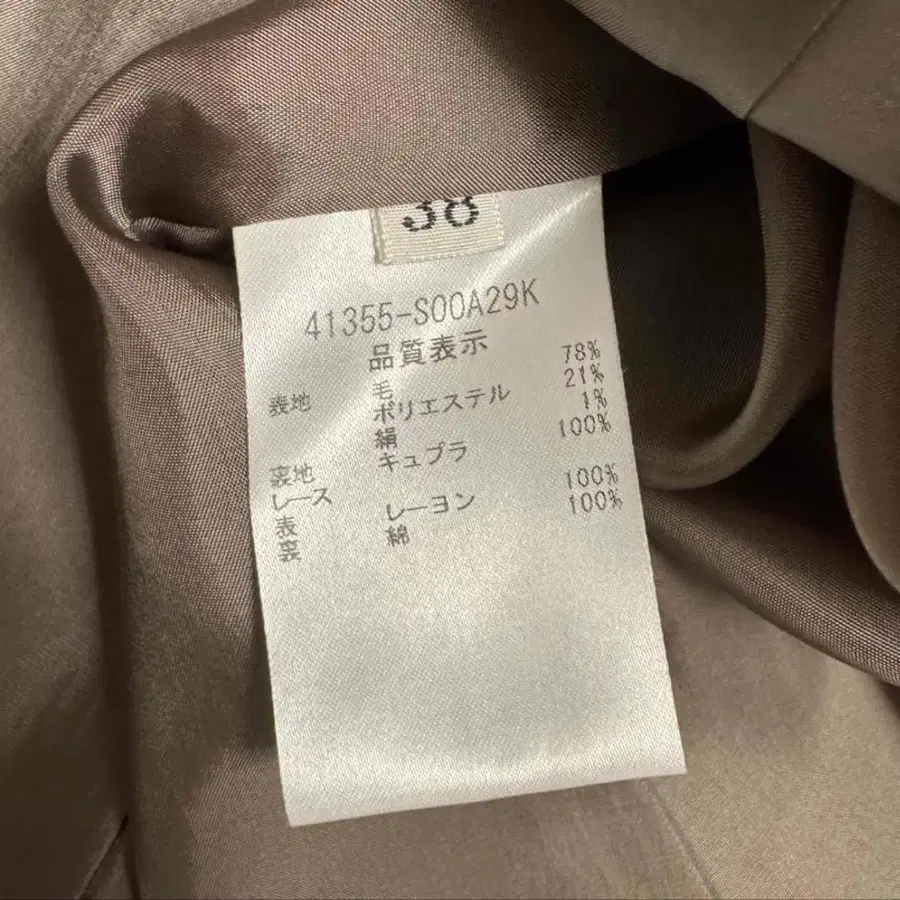 38
41355-S00A29K
品質表示
表地 毛 78%
ポリエステル 21%
絹 1%
裏地 キュプラ 100%
レース
表 レーヨン 100%
裏 綿 100%